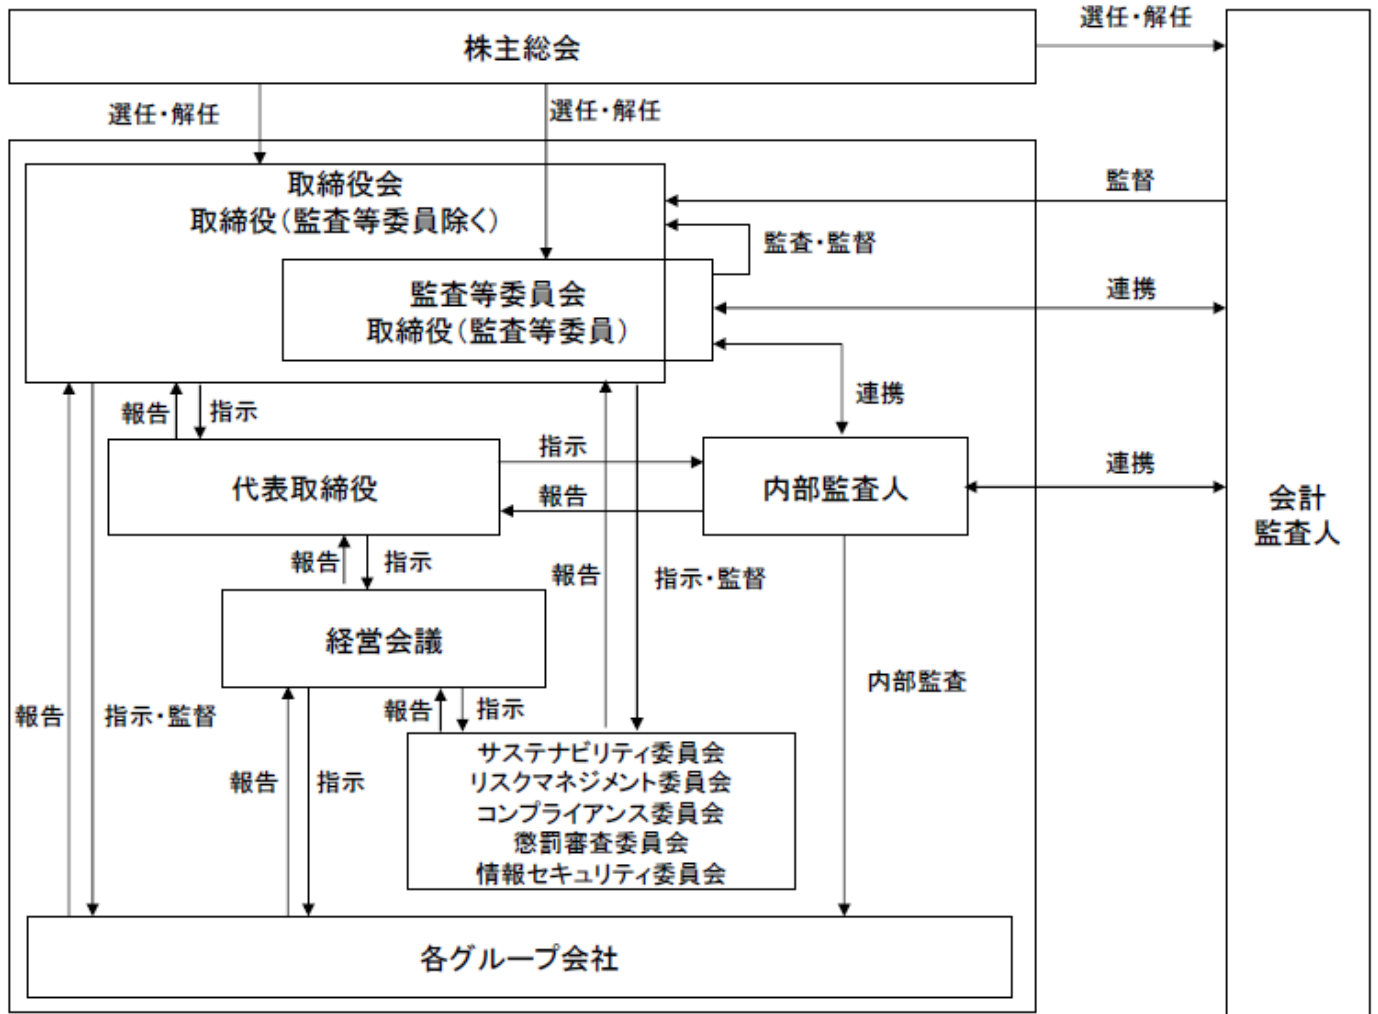 株主総会
選任・解任
選任・解任
選任・解任
取締役会
取締役(監査等委員除く)
監督
監査・監督
監査等委員会
取締役(監査等委員)
連携
連携
報告
指示
代表取締役
指示
報告
内部監査人
連携
会計
監査人
報告
指示
報告
指示・監督
経営会議
内部監査
報告
指示・監督
報告
指示
サステナビリティ委員会
リスクマネジメント委員会
コンプライアンス委員会
懲罰審査委員会
情報セキュリティ委員会
報告
指示
各グループ会社